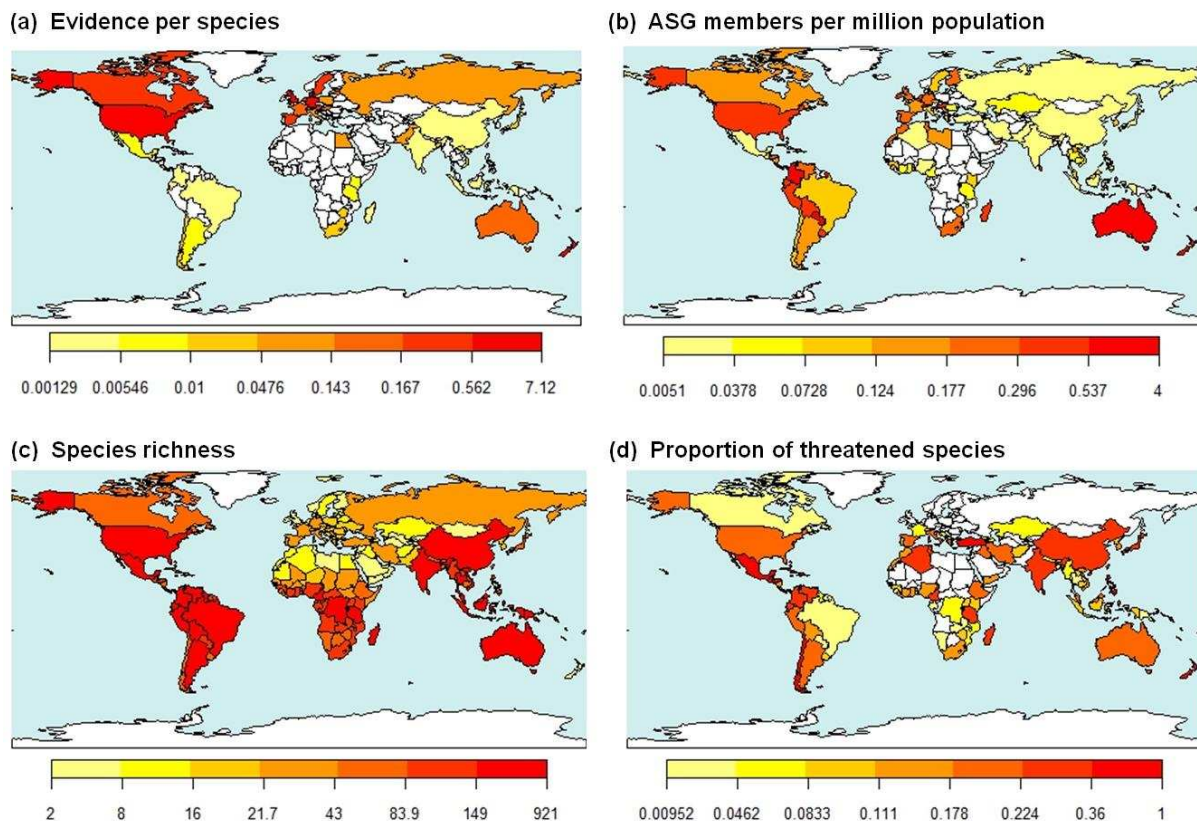 (a) Evidence per species
(b) ASG members per million population
0.00129 0.00546 0.01 0.0476 0.143 0.167 0.562 7.12
0.0051 0.0378 0.0728 0.124 0.177 0.296 0.537 4
(c) Species richness
(d) Proportion of threatened species
2 8 16 21.7 43 83.9 149 921
0.00952 0.0462 0.0833 0.111 0.178 0.224 0.36 1